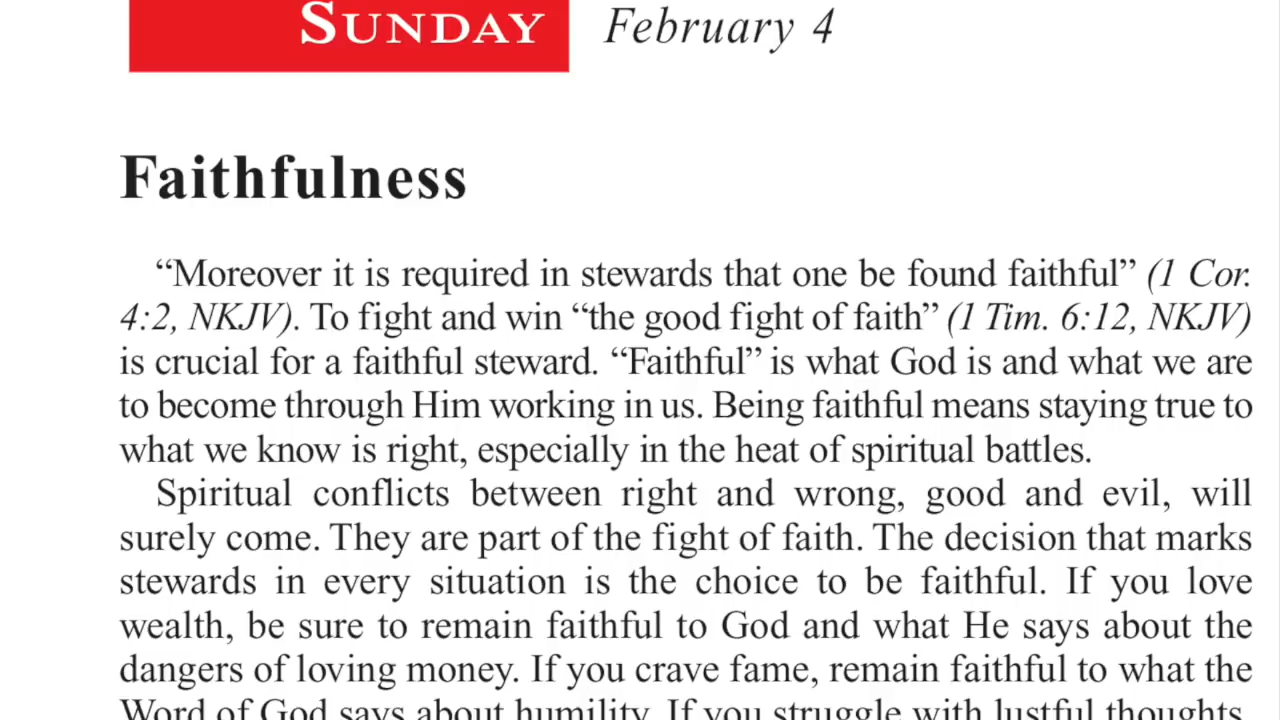 SUNDAY February 4
Faithfulness
“Moreover it is required in stewards that one be found faithful” (1 Cor.
4:2, NKJV). To fight and win “the good fight of faith” (1 Tim. 6:12, NKJV)
is crucial for a faithful steward. “Faithful” is what God is and what we are
to become through Him working in us. Being faithful means staying true to
what we know is right, especially in the heat of spiritual battles.
Spiritual conflicts between right and wrong, good and evil, will
surely come. They are part of the fight of faith. The decision that marks
stewards in every situation is the choice to be faithful. If you love
wealth, be sure to remain faithful to God and what He says about the
dangers of loving money. If you crave fame, remain faithful to what the
Word of God says about humility. If you struggle with lustful thoughts,